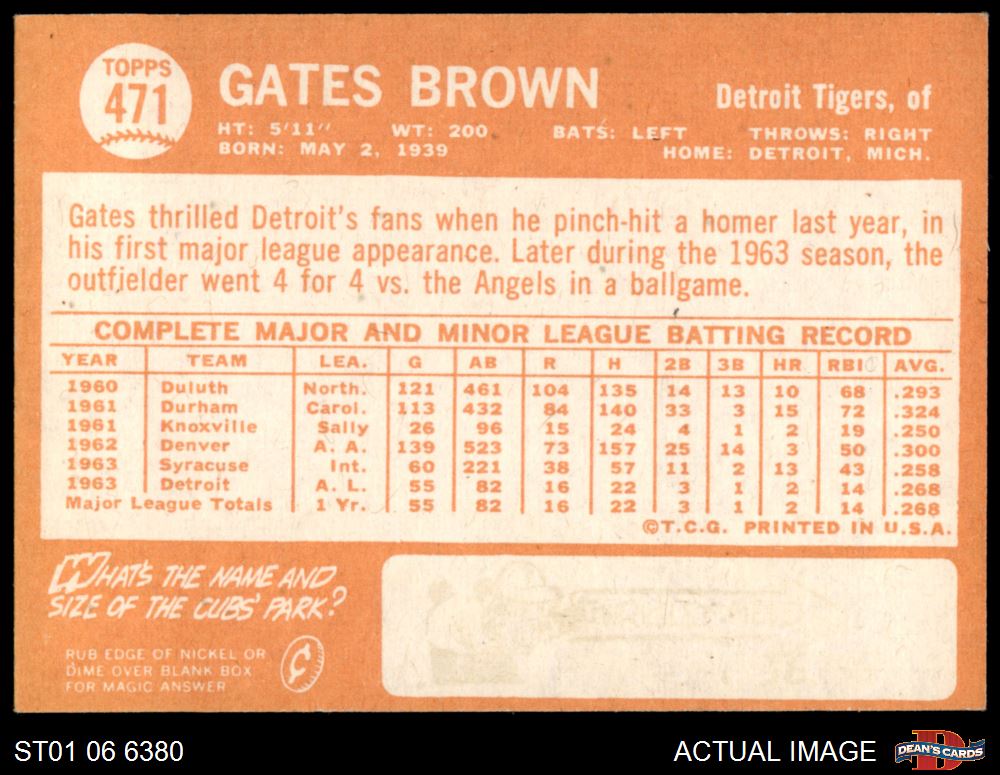 TOPPS
471
GATES BROWN
Detroit Tigers, of
HT: 5'11" WT: 200 BATS: LEFT THROWS: RIGHT
BORN: MAY 2, 1939 HOME: DETROIT, MICH.
Gates thrilled Detroit's fans when he pinch-hit a homer last year, in
his first major league appearance. Later during the 1963 season, the
outfielder went 4 for 4 vs. the Angels in a ballgame.
COMPLETE MAJOR AND MINOR LEAGUE BATTING RECORD
YEAR TEAM LEA. G AB R H 2B 3B HR RBI AVG.
1960 Duluth North. 121 461 104 135 14 13 10 68 .293
1961 Durham Carol. 113 432 84 140 33 3 15 72 .324
1961 Knoxville Sally 26 96 15 24 4 1 2 19 .250
1962 Denver A. A. 139 523 73 157 25 14 3 50 .300
1963 Syracuse Int. 60 221 38 57 11 2 13 43 .258
1963 Detroit A. L. 55 82 16 22 3 1 2 14 .268
Major League Totals 1 Yr. 55 82 16 22 3 1 2 14 .268
©T.C.G. PRINTED IN U.S.A.
WHAT'S THE NAME AND
SIZE OF THE CUBS' PARK?
RUB EDGE OF NICKEL OR
DIME OVER BLANK BOX
FOR MAGIC ANSWER
¢
ST01 06 6380
ACTUAL IMAGE
DEAN'S CARDS